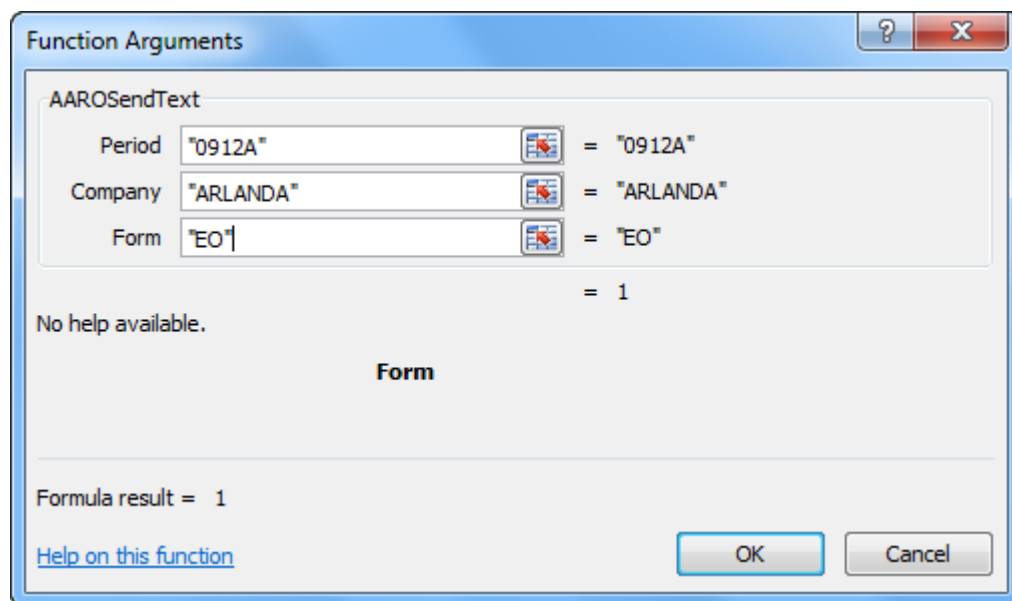 Function Arguments
AAROSendText
Period "0912A" = "0912A"
Company "ARLANDA" = "ARLANDA"
Form "EO" = "EO"
= 1
No help available.
Form
Formula result = 1
Help on this function OK Cancel